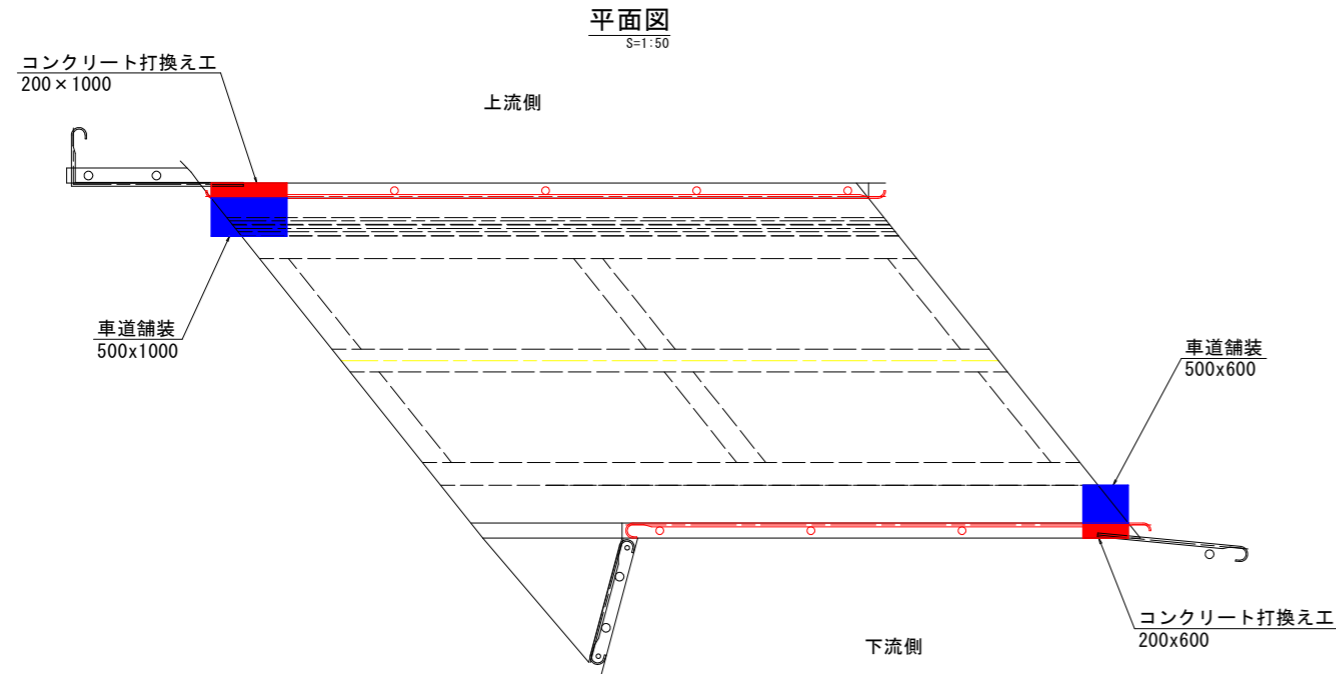 平面図
S=1:50
コンクリート打換え工
200×1000
上流側
車道舗装
500x1000
車道舗装
500x600
コンクリート打換え工
200x600
下流側